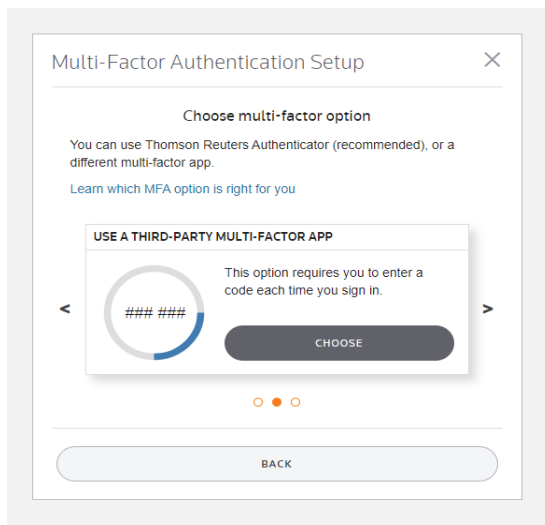 Multi-Factor Authentication Setup
Choose multi-factor option
You can use Thomson Reuters Authenticator (recommended), or a
different multi-factor app.
Learn which MFA option is right for you
USE A THIRD-PARTY MULTI-FACTOR APP
This option requires you to enter a
code each time you sign in.
### ###
CHOOSE
BACK